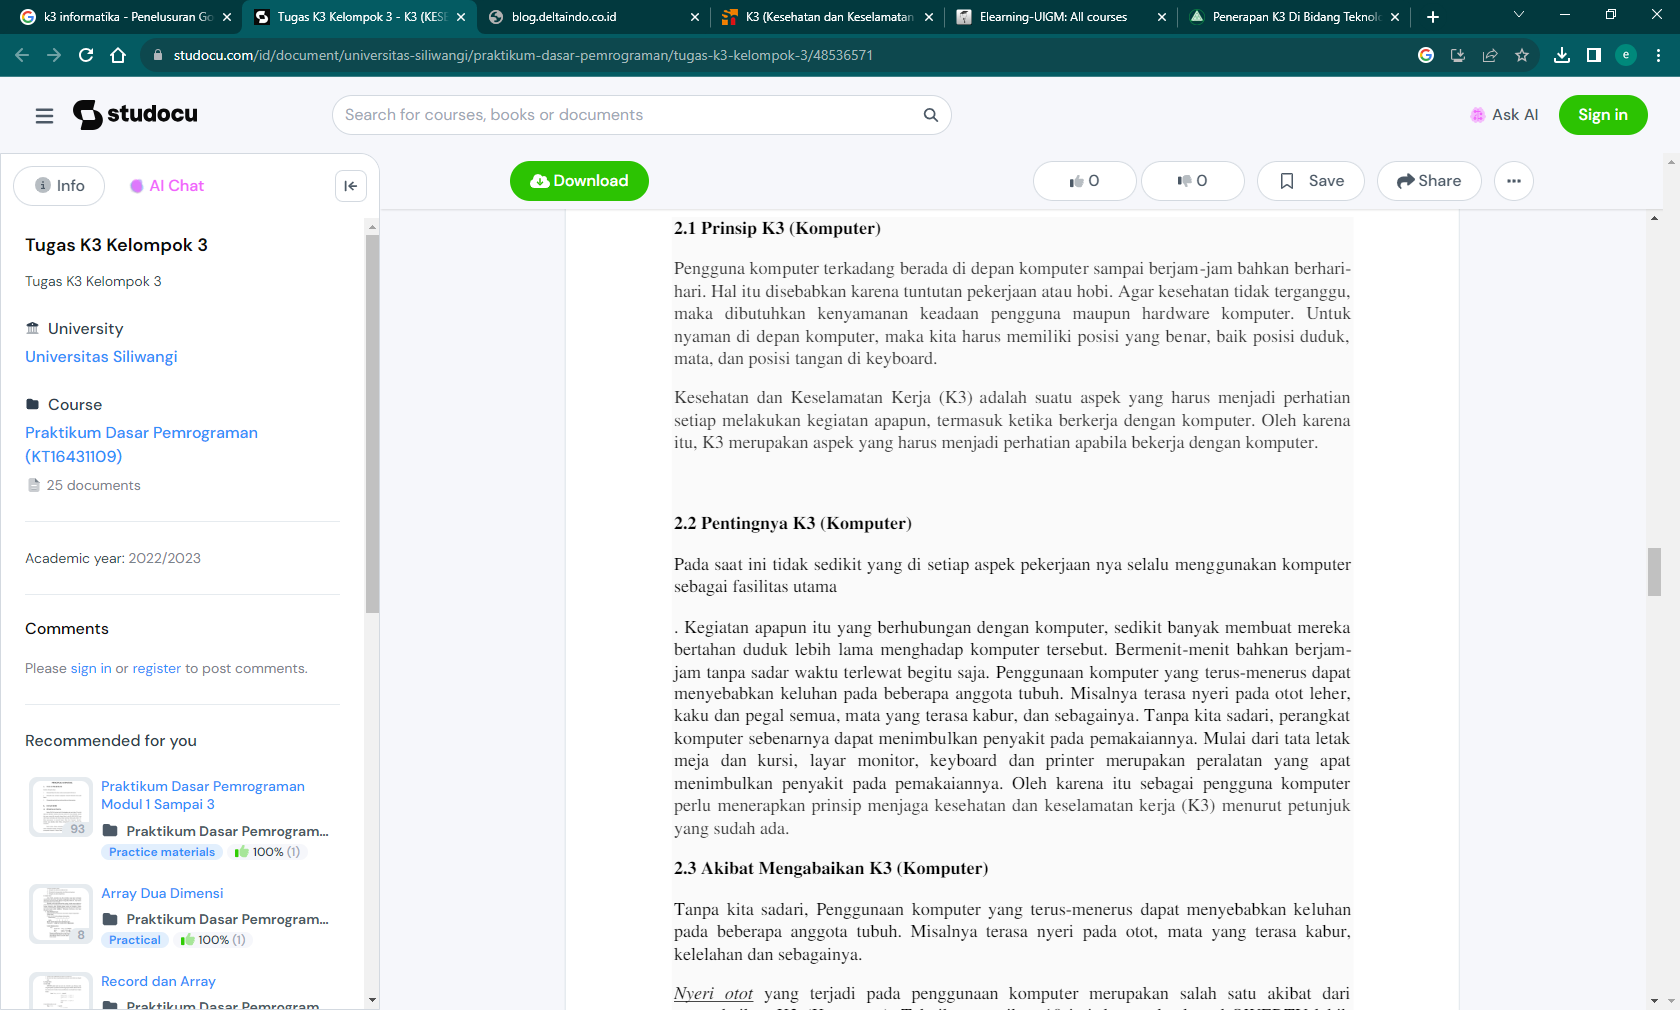 k3 informatika - Penelusuran Go
Tugas K3 Kelompok 3 - K3 (KESE
blog.deltaindo.co.id
K3 (Kesehatan dan Keselamatan
Elearning-UIGM: All courses
Penerapan K3 Di Bidang Teknolo
studocu.com/id/document/universitas-siliwangi/praktikum-dasar-pemrograman/tugas-k3-kelompok-3/48536571
e
studocu
Search for courses, books or documents
Ask AI
Sign in
Info
AI Chat
Download
0
0
Save
Share
Tugas K3 Kelompok 3
Tugas K3 Kelompok 3
University
Universitas Siliwangi
Course
Praktikum Dasar Pemrograman
(KT16431109)
25 documents
Academic year: 2022/2023
Comments
Please sign in or register to post comments.
Recommended for you
93
Praktikum Dasar Pemrograman
Modul 1 Sampai 3
Praktikum Dasar Pemrogram...
Practice materials
100% (1)
8
Array Dua Dimensi
Praktikum Dasar Pemrogram...
Practical
100% (1)
Record dan Array
Praktikum Dasar Pemrogram
2.1 Prinsip K3 (Komputer)
Pengguna komputer terkadang berada di depan komputer sampai berjam-jam bahkan berhari-
hari. Hal itu disebabkan karena tuntutan pekerjaan atau hobi. Agar kesehatan tidak terganggu,
maka dibutuhkan kenyamanan keadaan pengguna maupun hardware komputer. Untuk
nyaman di depan komputer, maka kita harus memiliki posisi yang benar, baik posisi duduk,
mata, dan posisi tangan di keyboard.
Kesehatan dan Keselamatan Kerja (K3) adalah suatu aspek yang harus menjadi perhatian
setiap melakukan kegiatan apapun, termasuk ketika berkerja dengan komputer. Oleh karena
itu, K3 merupakan aspek yang harus menjadi perhatian apabila bekerja dengan komputer.
2.2 Pentingnya K3 (Komputer)
Pada saat ini tidak sedikit yang di setiap aspek pekerjaan nya selalu menggunakan komputer
sebagai fasilitas utama
. Kegiatan apapun itu yang berhubungan dengan komputer, sedikit banyak membuat mereka
bertahan duduk lebih lama menghadap komputer tersebut. Bermenit-menit bahkan berjam-
jam tanpa sadar waktu terlewat begitu saja. Penggunaan komputer yang terus-menerus dapat
menyebabkan keluhan pada beberapa anggota tubuh. Misalnya terasa nyeri pada otot leher,
kaku dan pegal semua, mata yang terasa kabur, dan sebagainya. Tanpa kita sadari, perangkat
komputer sebenarnya dapat menimbulkan penyakit pada pemakaiannya. Mulai dari tata letak
meja dan kursi, layar monitor, keyboard dan printer merupakan peralatan yang apat
menimbulkan penyakit pada pemakaiannya. Oleh karena itu sebagai pengguna komputer
perlu menerapkan prinsip menjaga kesehatan dan keselamatan kerja (K3) menurut petunjuk
yang sudah ada.
2.3 Akibat Mengabaikan K3 (Komputer)
Tanpa kita sadari, Penggunaan komputer yang terus-menerus dapat menyebabkan keluhan
pada beberapa anggota tubuh. Misalnya terasa nyeri pada otot, mata yang terasa kabur,
kelelahan dan sebagainya.
Nyeri otot yang terjadi pada penggunaan komputer merupakan salah satu akibat dari